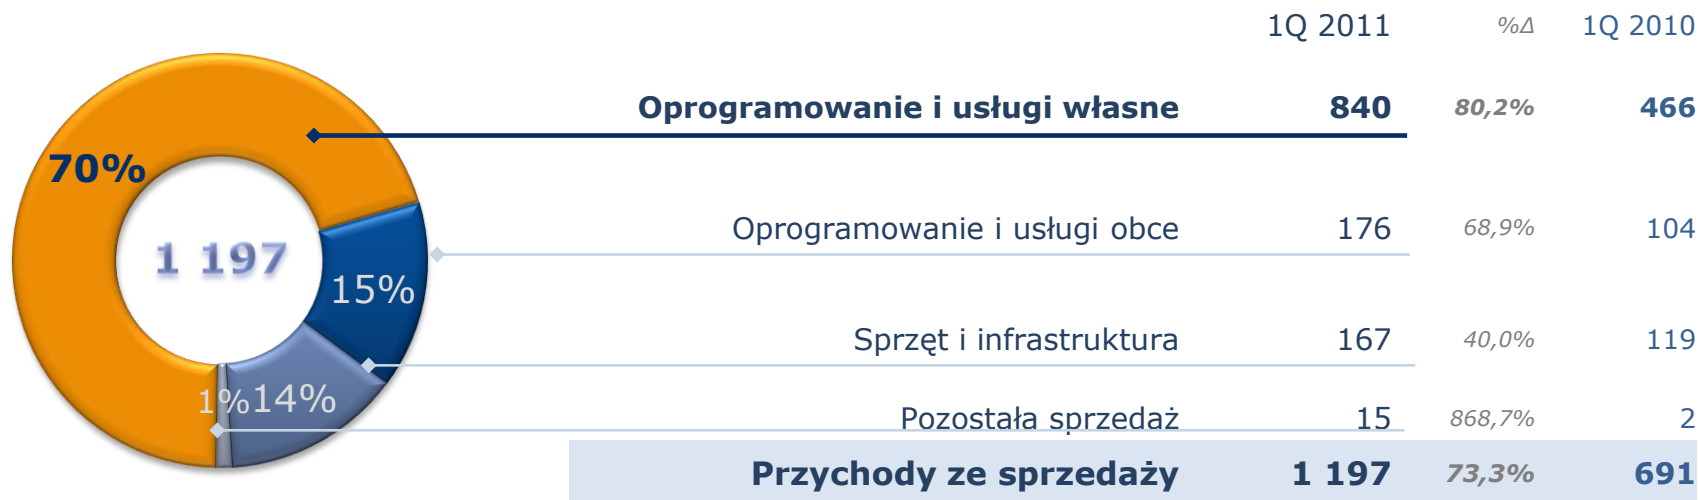 1Q 2011 %Δ 1Q 2010
Oprogramowanie i usługi własne 840 80,2% 466
70%
Oprogramowanie i usługi obce 176 68,9% 104
1 197
15%
Sprzęt i infrastruktura 167 40,0% 119
1% 14%
Pozostała sprzedaż 15 868,7% 2
Przychody ze sprzedaży 1 197 73,3% 691